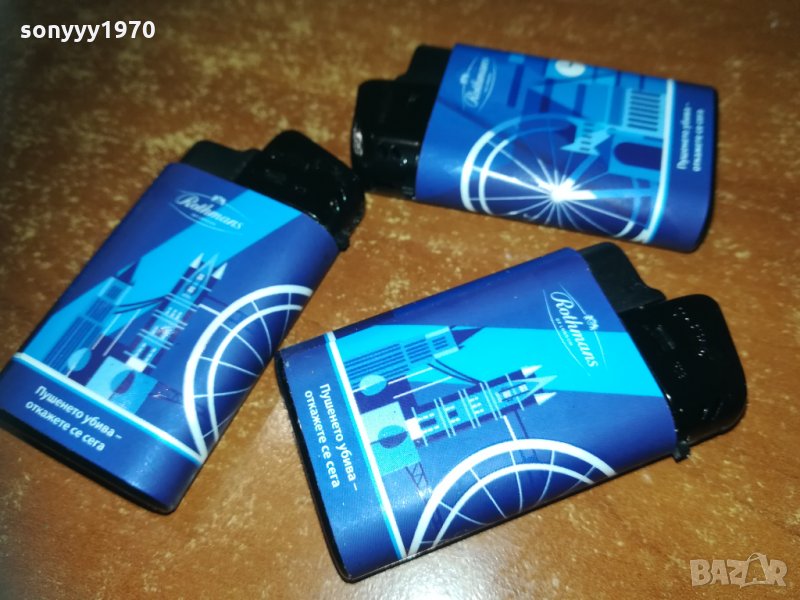 sonyyy1970
Rothmans
Пушенето убива –
откажете се сега
Rothmans
Пушенето убива –
откажете се сега
Rothmans
Пушенето убива –
откажете се сега
BAZAR